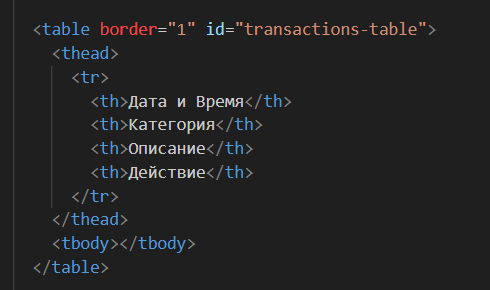 <table border="1" id="transactions-table">
<thead>
<tr>
<th>Дата и Время</th>
<th>Категория</th>
<th>Описание</th>
<th>Действие</th>
</tr>
</thead>
<tbody></tbody>
</table>